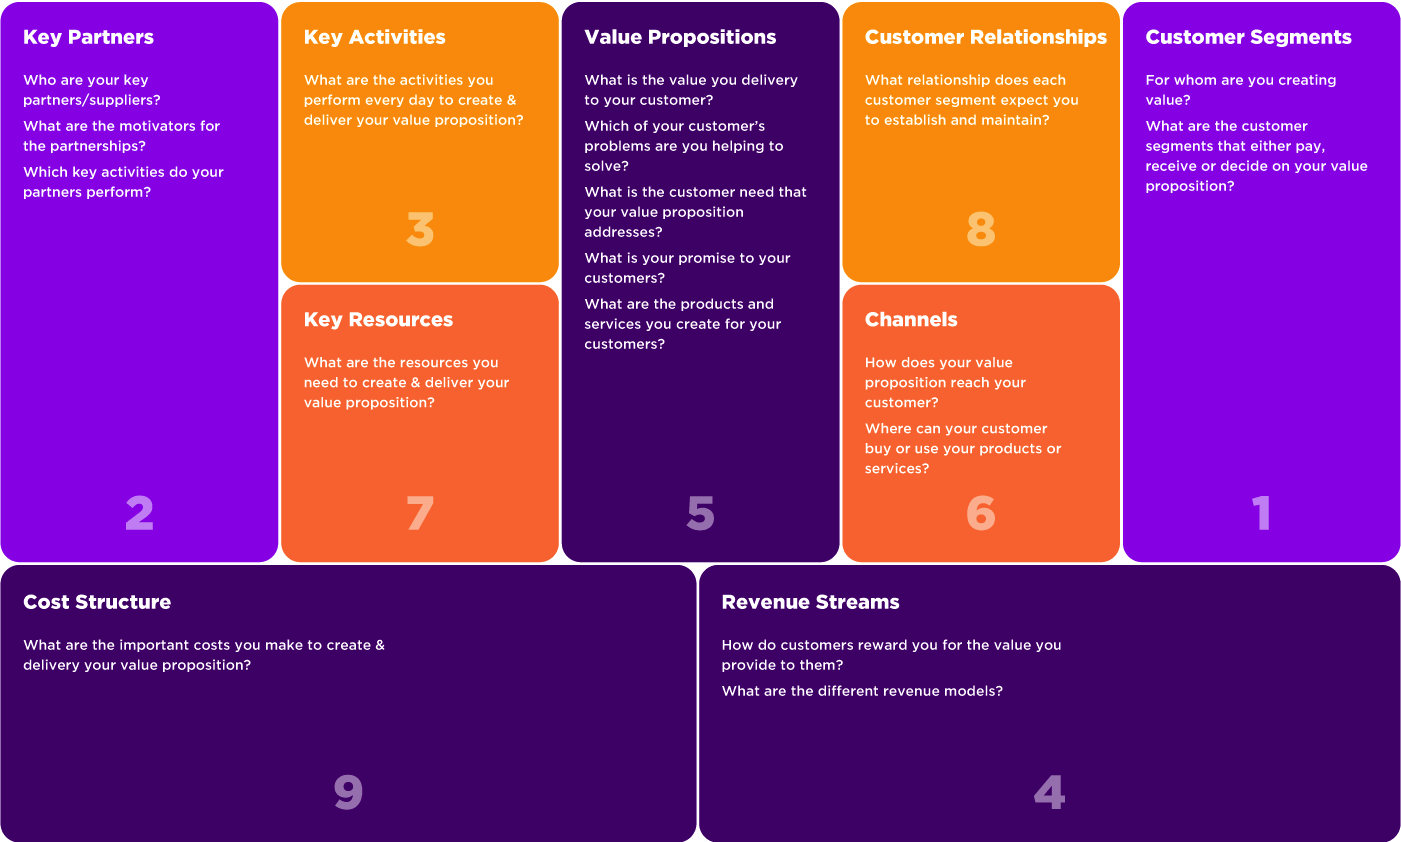 Key Partners
Who are your key
partners/suppliers?
What are the motivators for
the partnerships?
Which key activities do your
partners perform?
2
Key Activities
What are the activities you
perform every day to create &
deliver your value proposition?
3
Key Resources
What are the resources you
need to create & deliver your
value proposition?
7
Value Propositions
What is the value you delivery
to your customer?
Which of your customer’s
problems are you helping to
solve?
What is the customer need that
your value proposition
addresses?
What is your promise to your
customers?
What are the products and
services you create for your
customers?
5
Customer Relationships
What relationship does each
customer segment expect you
to establish and maintain?
8
Channels
How does your value
proposition reach your
customer?
Where can your customer
buy or use your products or
services?
6
Customer Segments
For whom are you creating
value?
What are the customer
segments that either pay,
receive or decide on your value
proposition?
1
Cost Structure
What are the important costs you make to create &
delivery your value proposition?
9
Revenue Streams
How do customers reward you for the value you
provide to them?
What are the different revenue models?
4